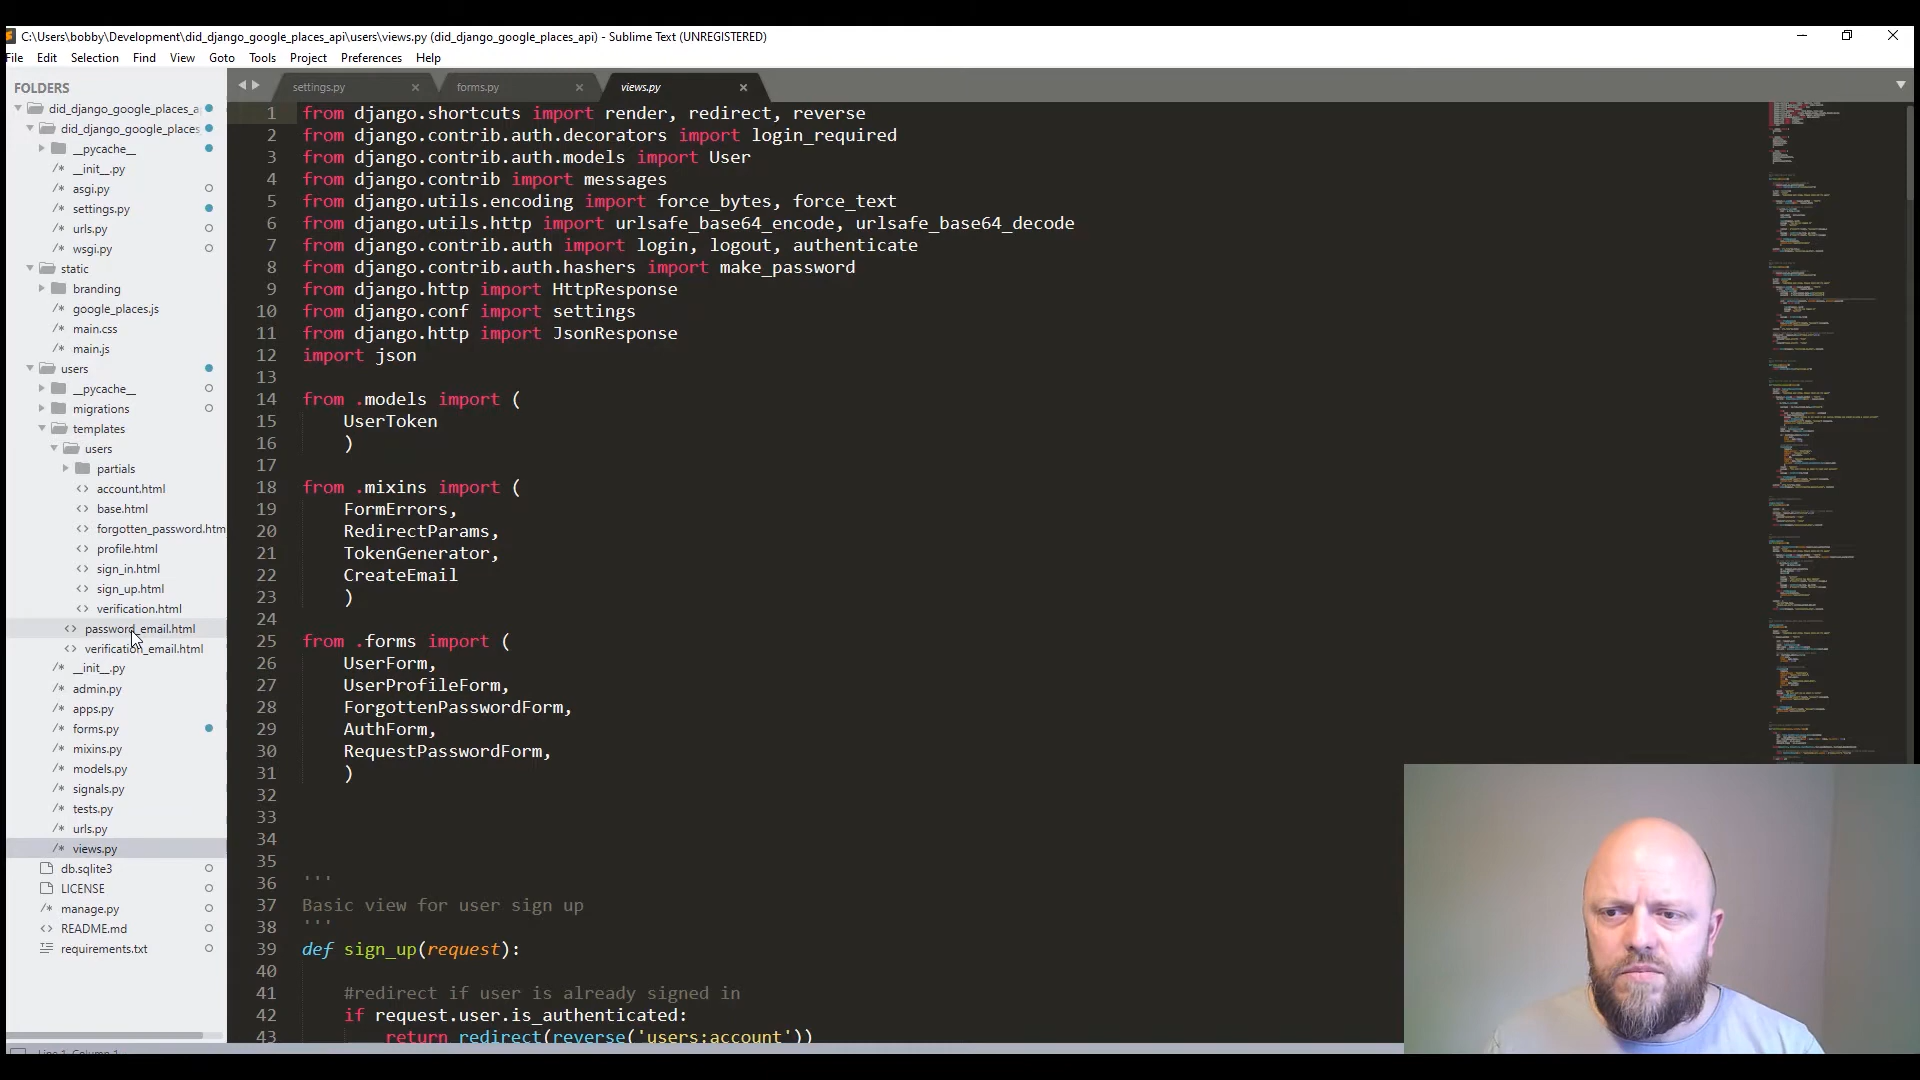 C:\Users\bobby\Development\did_django_google_places_api\users\views.py (did_django_google_places_api) - Sublime Text (UNREGISTERED)
File Edit Selection Find View Goto Tools Project Preferences Help
FOLDERS
did_django_google_places_a
did_django_google_places
__pycache__
__init__.py
asgi.py
settings.py
urls.py
wsgi.py
static
branding
google_places.js
main.css
main.js
users
__pycache__
migrations
templates
users
partials
account.html
base.html
forgotten_password.htm
profile.html
sign_in.html
sign_up.html
verification.html
password_email.html
verification_email.html
__init__.py
admin.py
apps.py
forms.py
mixins.py
models.py
signals.py
tests.py
urls.py
views.py
db.sqlite3
LICENSE
manage.py
README.md
requirements.txt
settings.py forms.py views.py
1 from django.shortcuts import render, redirect, reverse
2 from django.contrib.auth.decorators import login_required
3 from django.contrib.auth.models import User
4 from django.contrib import messages
5 from django.utils.encoding import force_bytes, force_text
6 from django.utils.http import urlsafe_base64_encode, urlsafe_base64_decode
7 from django.contrib.auth import login, logout, authenticate
8 from django.contrib.auth.hashers import make_password
9 from django.http import HttpResponse
10 from django.conf import settings
11 from django.http import JsonResponse
12 import json
13
14 from .models import (
15 UserToken
16 )
17
18 from .mixins import (
19 FormErrors,
20 RedirectParams,
21 TokenGenerator,
22 CreateEmail
23 )
24
25 from .forms import (
26 UserForm,
27 UserProfileForm,
28 ForgottenPasswordForm,
29 AuthForm,
30 RequestPasswordForm,
31 )
32
33
34
35
36 '''
37 Basic view for user sign up
38 '''
39 def sign_up(request):
40
41 #redirect if user is already signed in
42 if request.user.is_authenticated:
43 return redirect(reverse('users:account'))
Line 1, Column 1